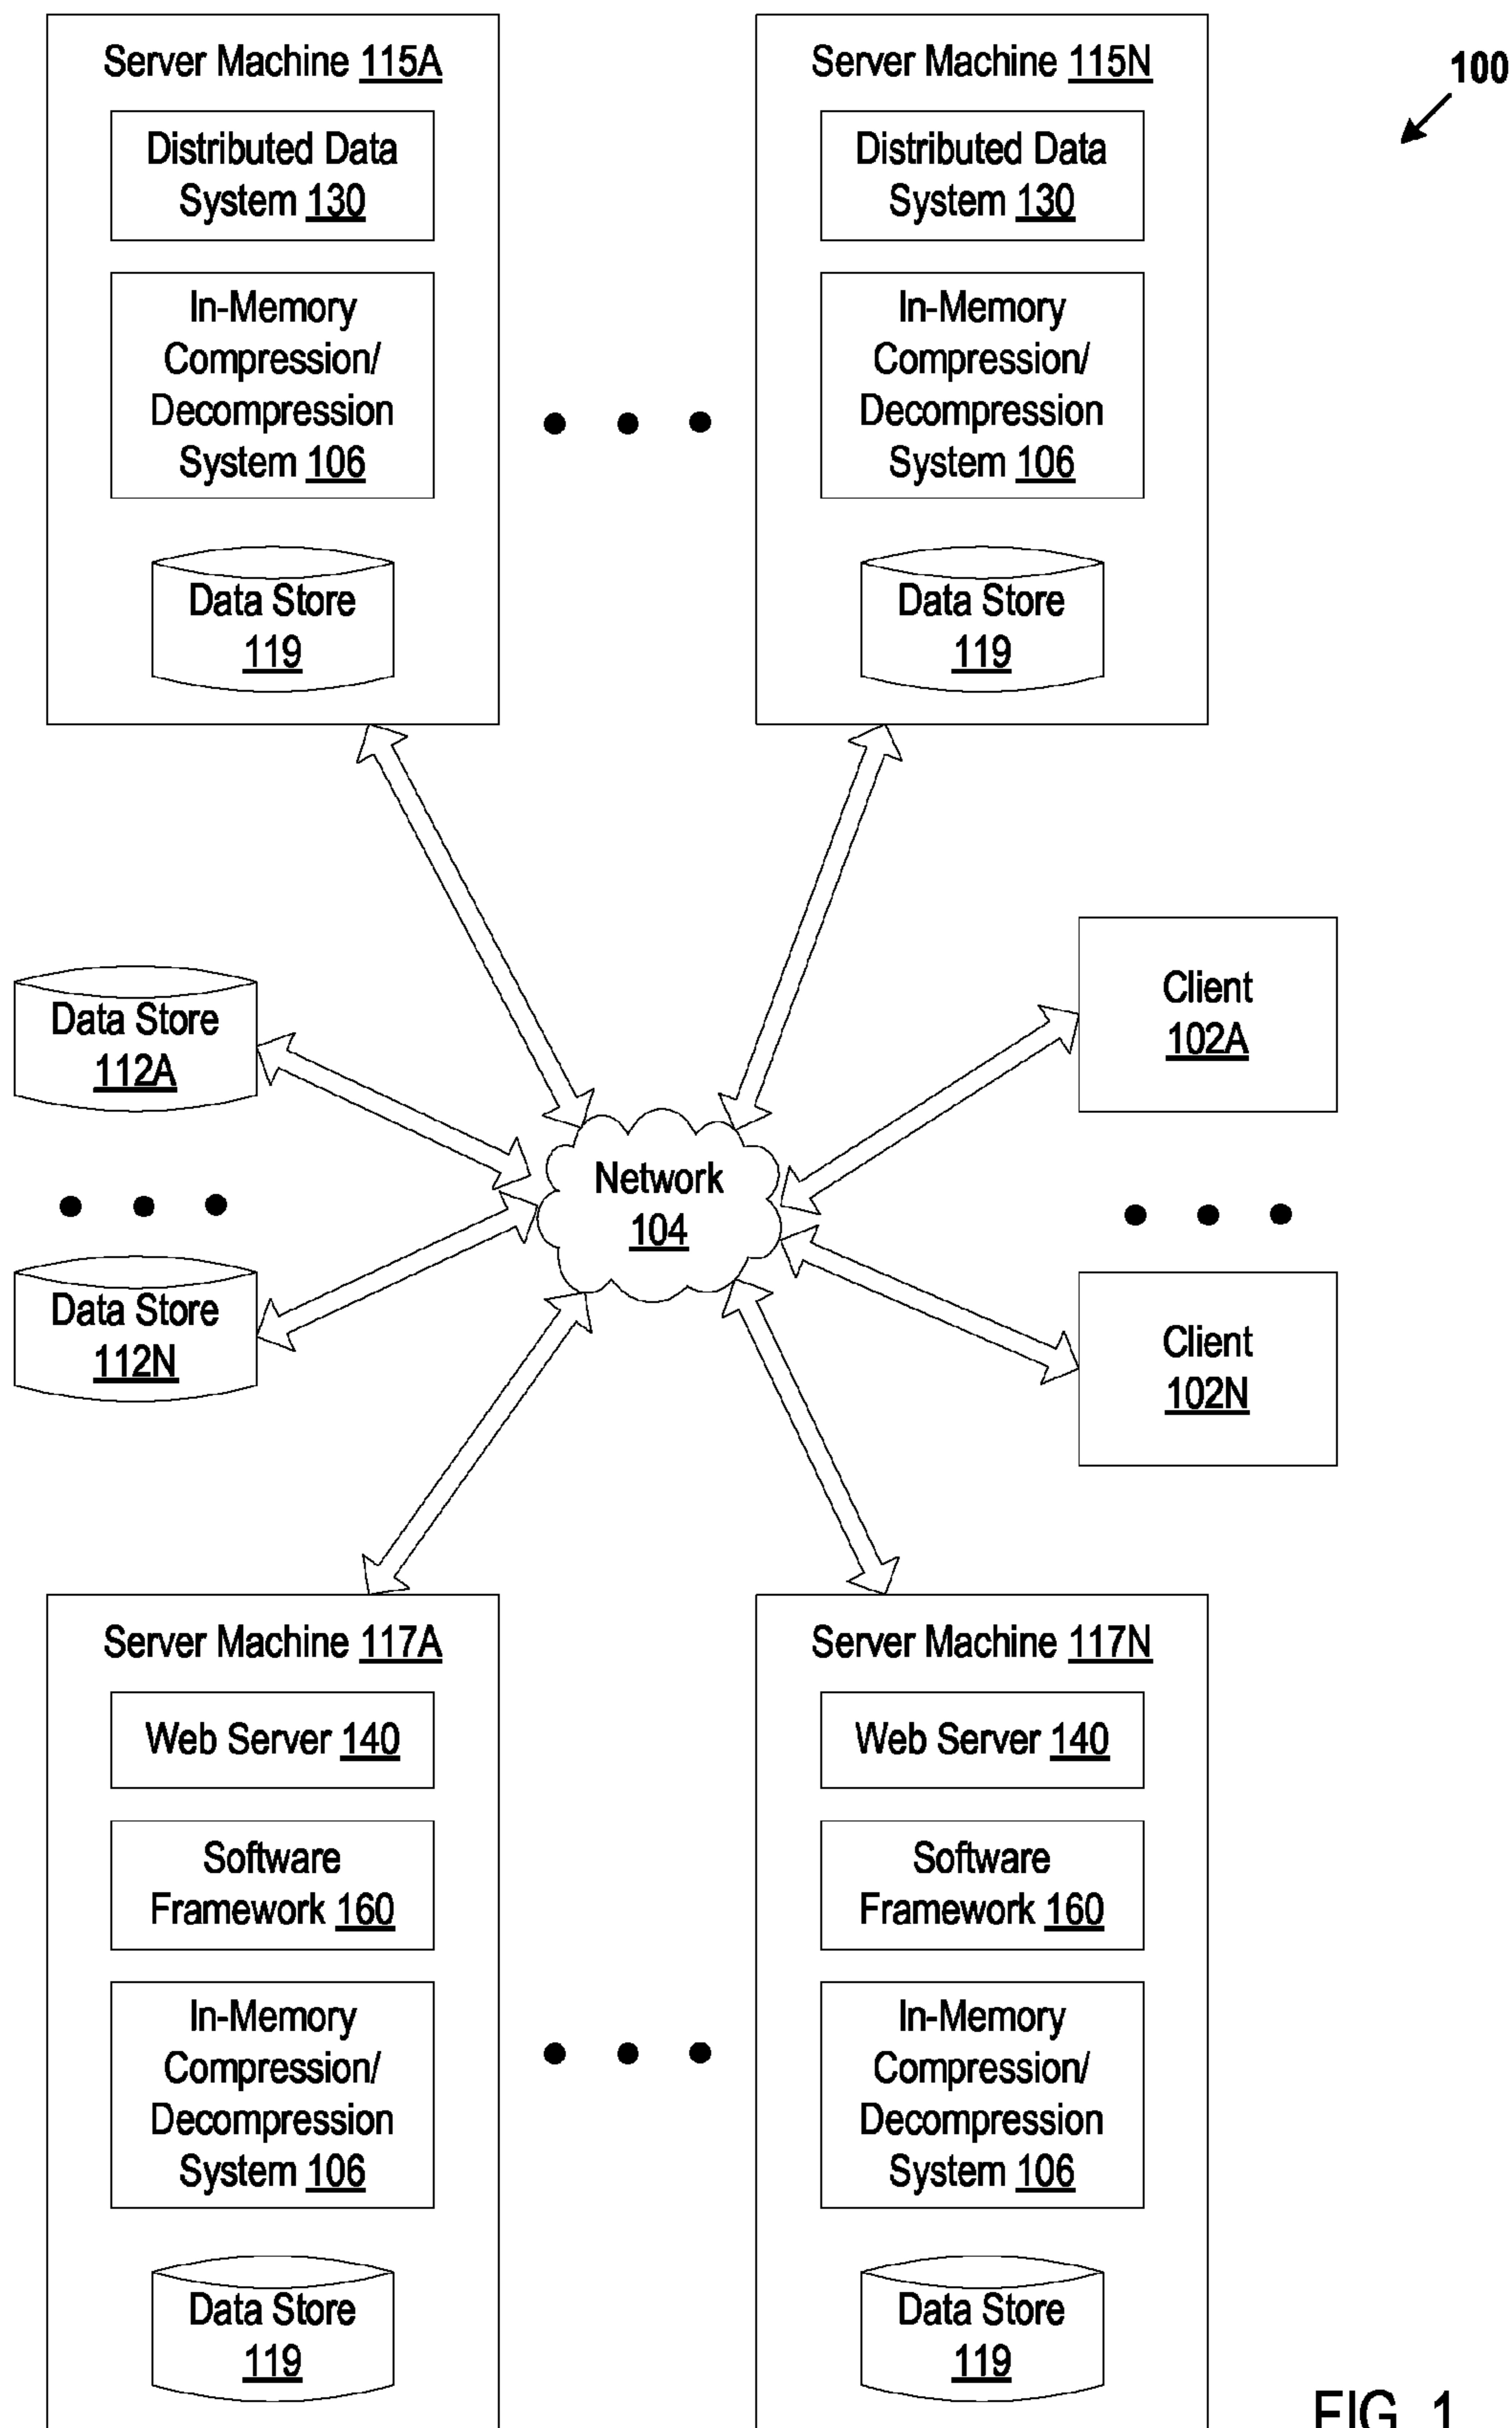 Server Machine 115A
Distributed Data
System 130
In-Memory
Compression/
Decompression
System 106
Data Store
119
Server Machine 115N
Distributed Data
System 130
In-Memory
Compression/
Decompression
System 106
Data Store
119
100
Data Store
112A
Data Store
112N
Network
104
Client
102A
Client
102N
Server Machine 117A
Web Server 140
Software
Framework 160
In-Memory
Compression/
Decompression
System 106
Data Store
119
Server Machine 117N
Web Server 140
Software
Framework 160
In-Memory
Compression/
Decompression
System 106
Data Store
119
FIG. 1